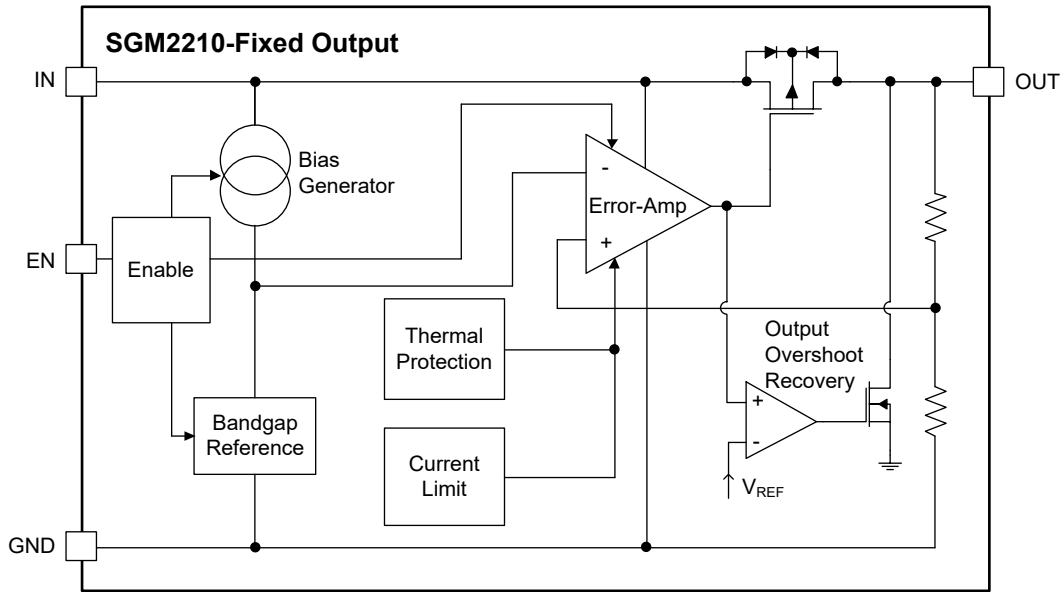 SGM2210-Fixed Output
IN
OUT
Bias
Generator
-
Error-Amp
+
EN
Enable
Thermal
Protection
Output
Overshoot
Recovery
Bandgap
Reference
+
-
Current
Limit
VREF
GND